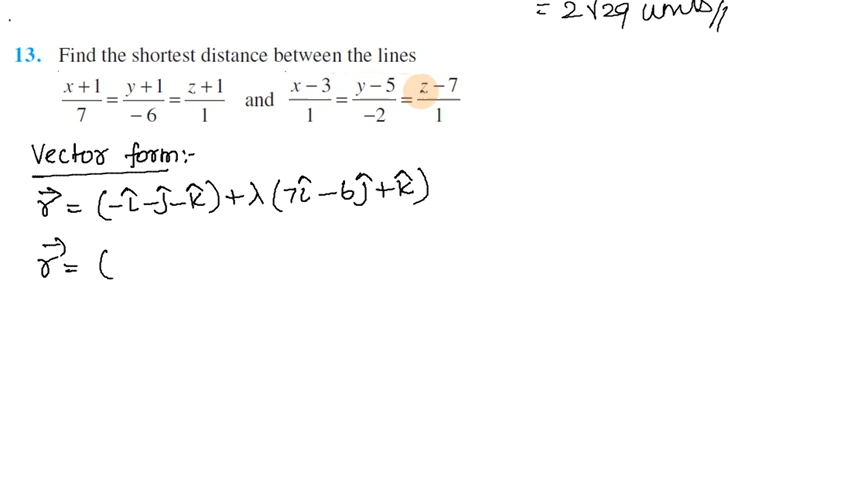 = 2√29 units//
13. Find the shortest distance between the lines
(x+1)/7 = (y+1)/−6 = (z+1)/1 and (x−3)/1 = (y−5)/−2 = (z−7)/1
Vector form:-
r⃗ = (-î-ĵ-k̂)+λ(7î-6ĵ+k̂)
r⃗ = (